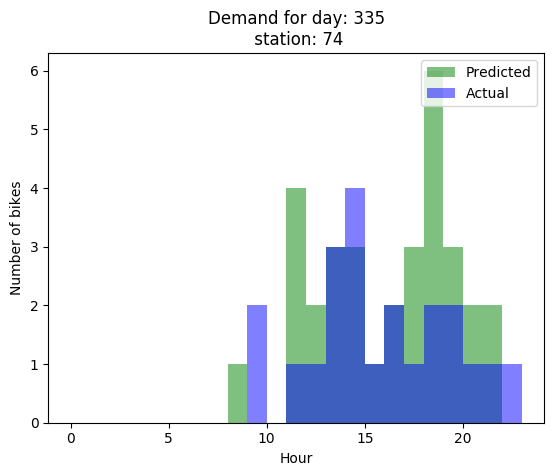 Demand for day: 335
station: 74
Predicted
Actual
6
5
4
3
2
1
0
Number of bikes
0 5 10 15 20
Hour